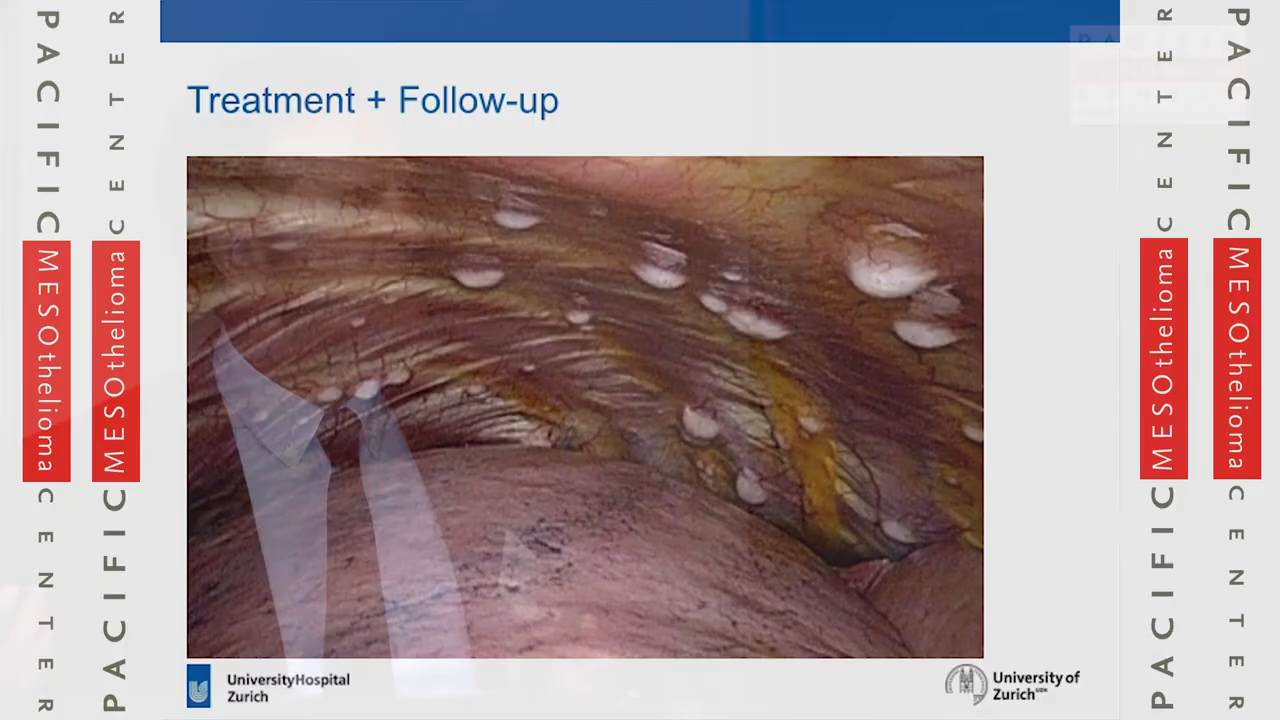 PACIFIC MESOthelioma CENTER
PACIFIC MESOthelioma CENTER
Treatment + Follow-up
UniversityHospital
Zurich
University of
Zurich UZH
PACIFIC MESOthelioma CENTER
PACIFIC MESOthelioma CENTER